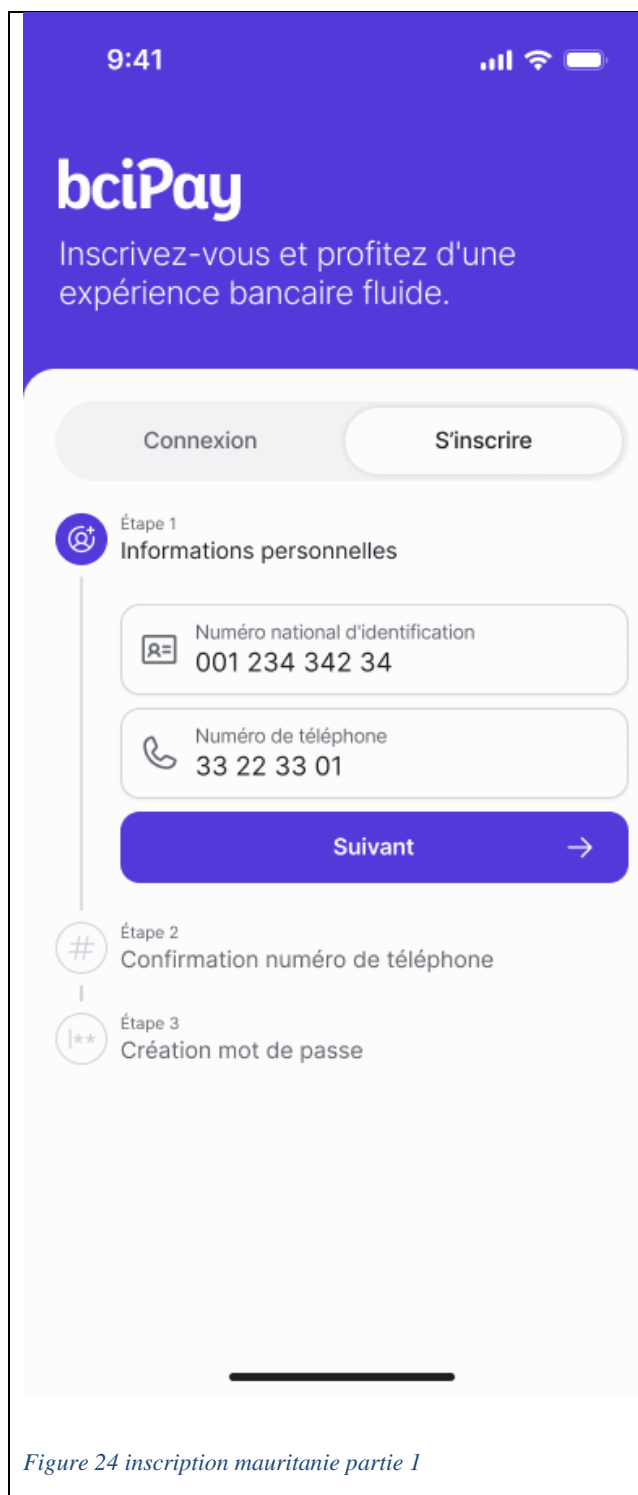 9:41
bciPay
Inscrivez-vous et profitez d'une
expérience bancaire fluide.
Connexion
S'inscrire
Étape 1
Informations personnelles
Numéro national d'identification
001 234 342 34
Numéro de téléphone
33 22 33 01
Suivant
#
Étape 2
Confirmation numéro de téléphone
|**
Étape 3
Création mot de passe
Figure 24 inscription mauritanie partie 1